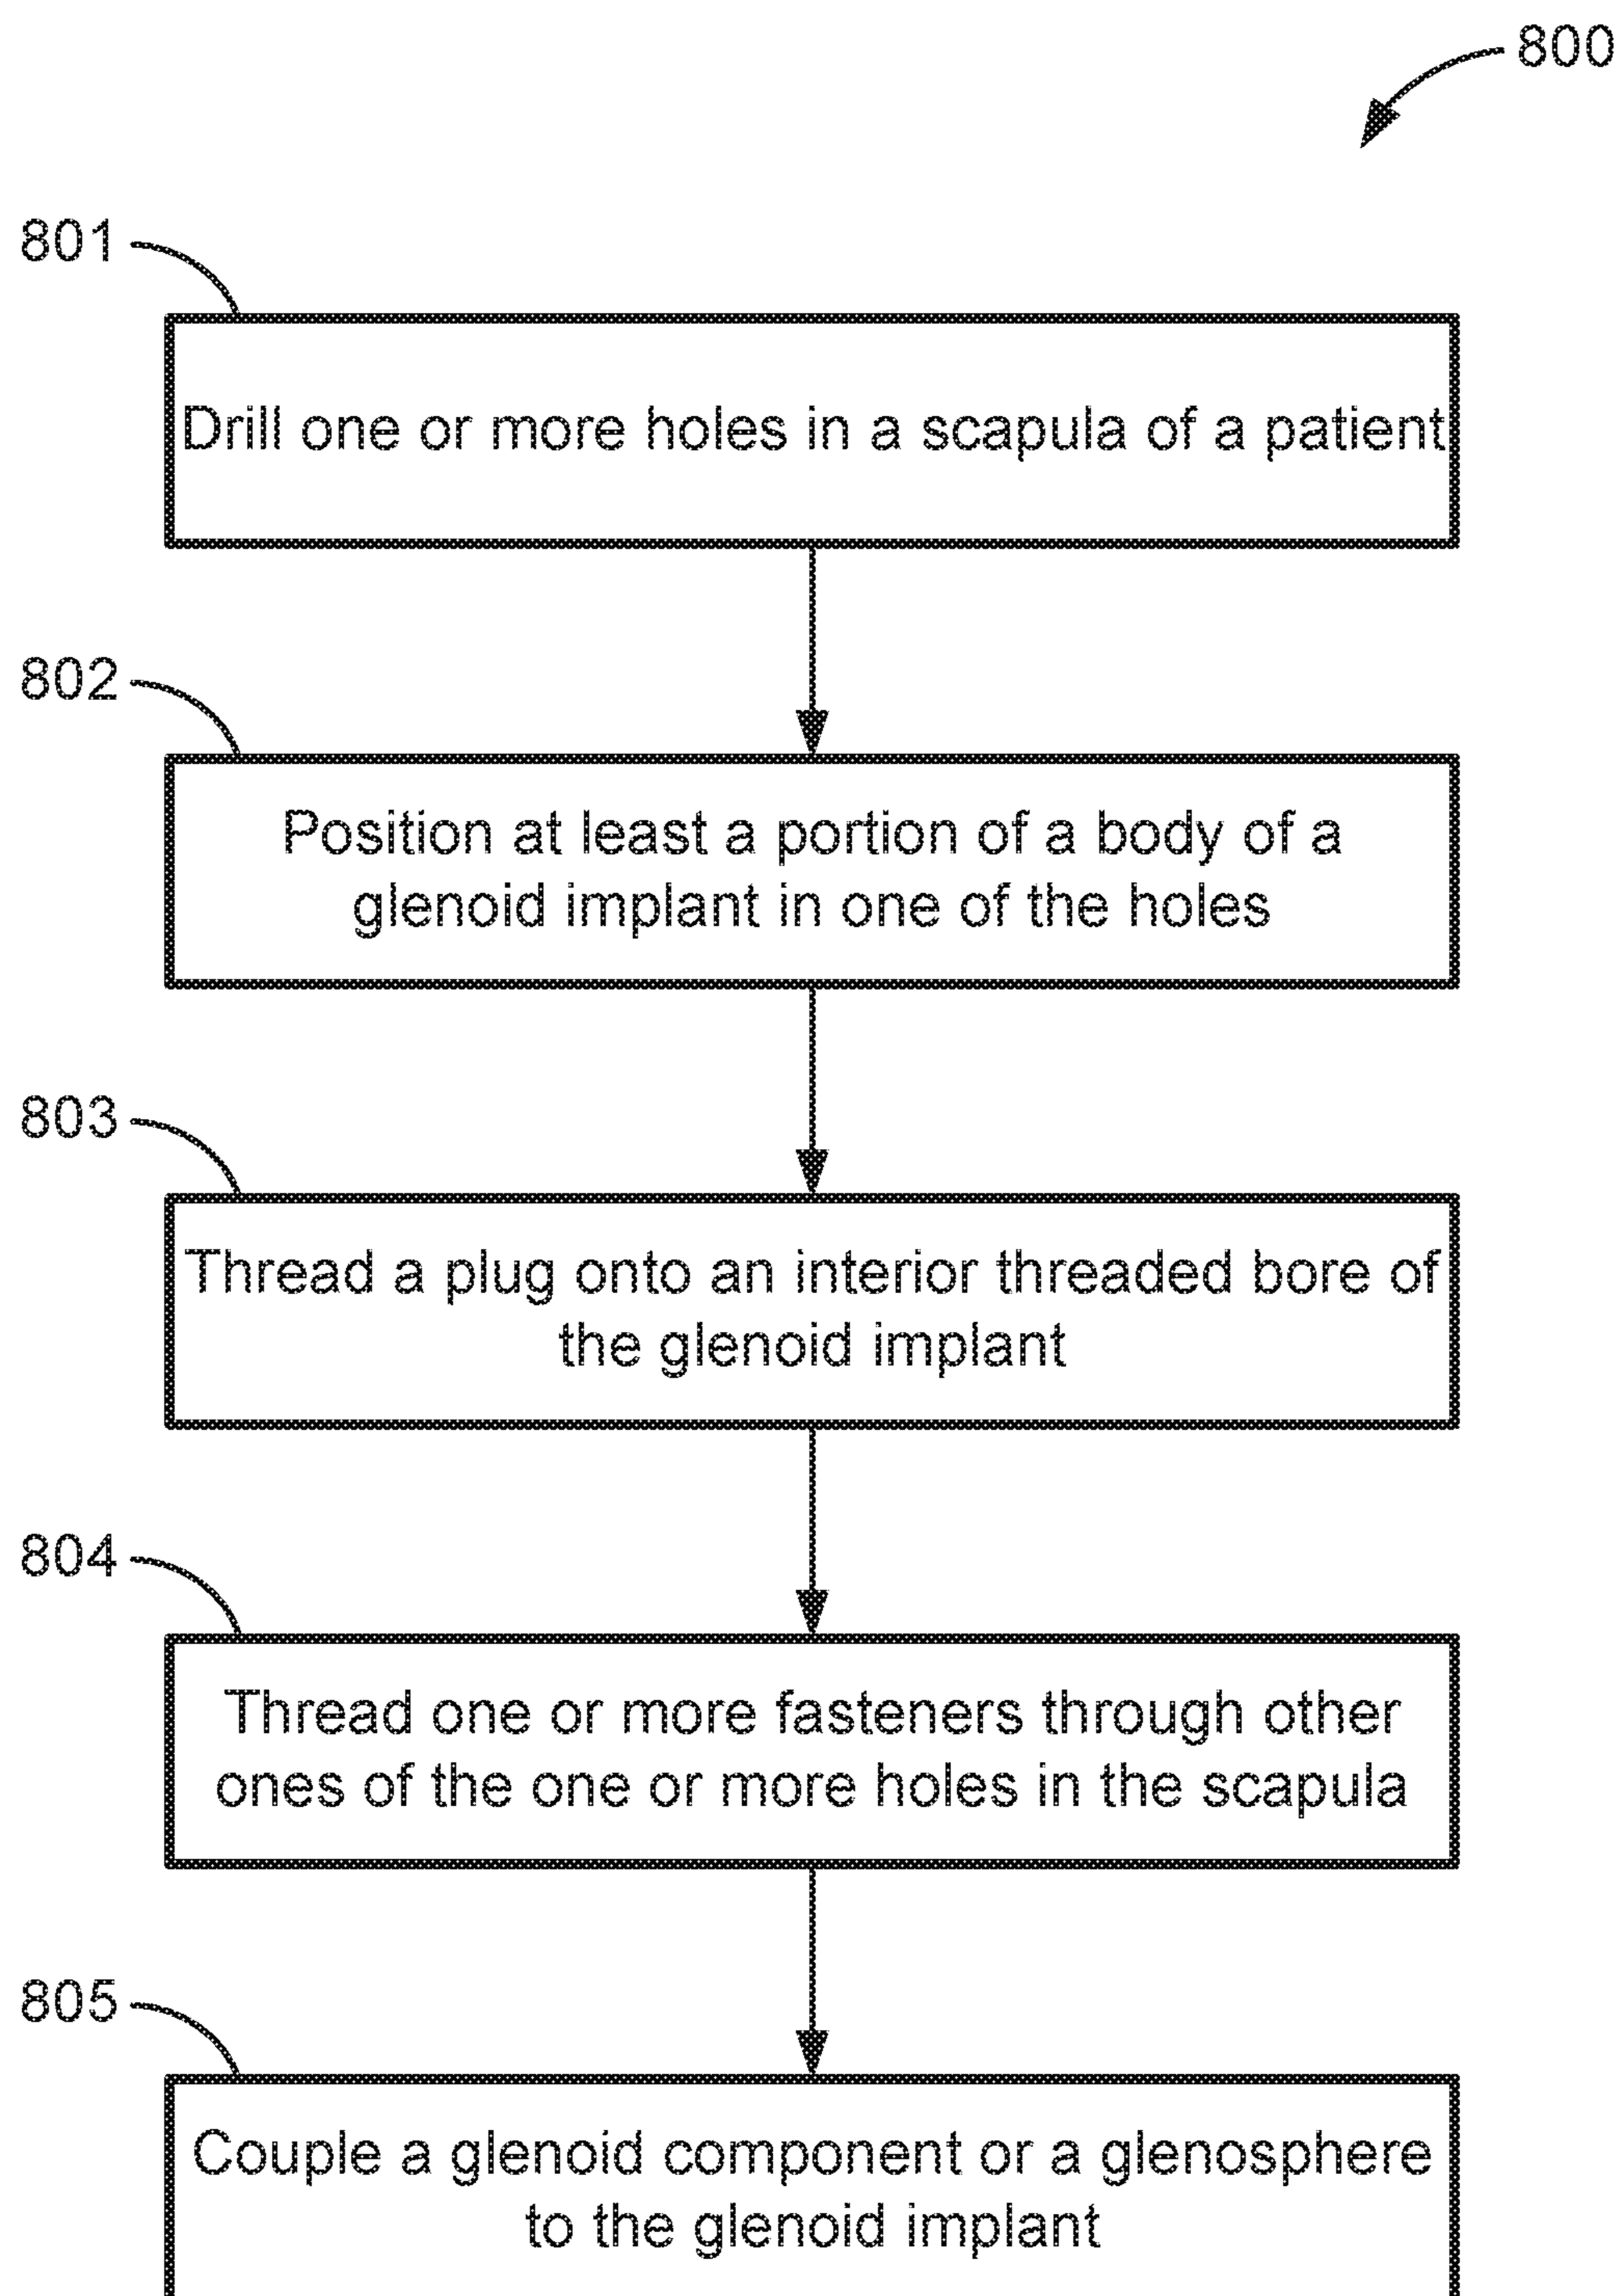 800
801
Drill one or more holes in a scapula of a patient
802
Position at least a portion of a body of a
glenoid implant in one of the holes
803
Thread a plug onto an interior threaded bore of
the glenoid implant
804
Thread one or more fasteners through other
ones of the one or more holes in the scapula
805
Couple a glenoid component or a glenosphere
to the glenoid implant